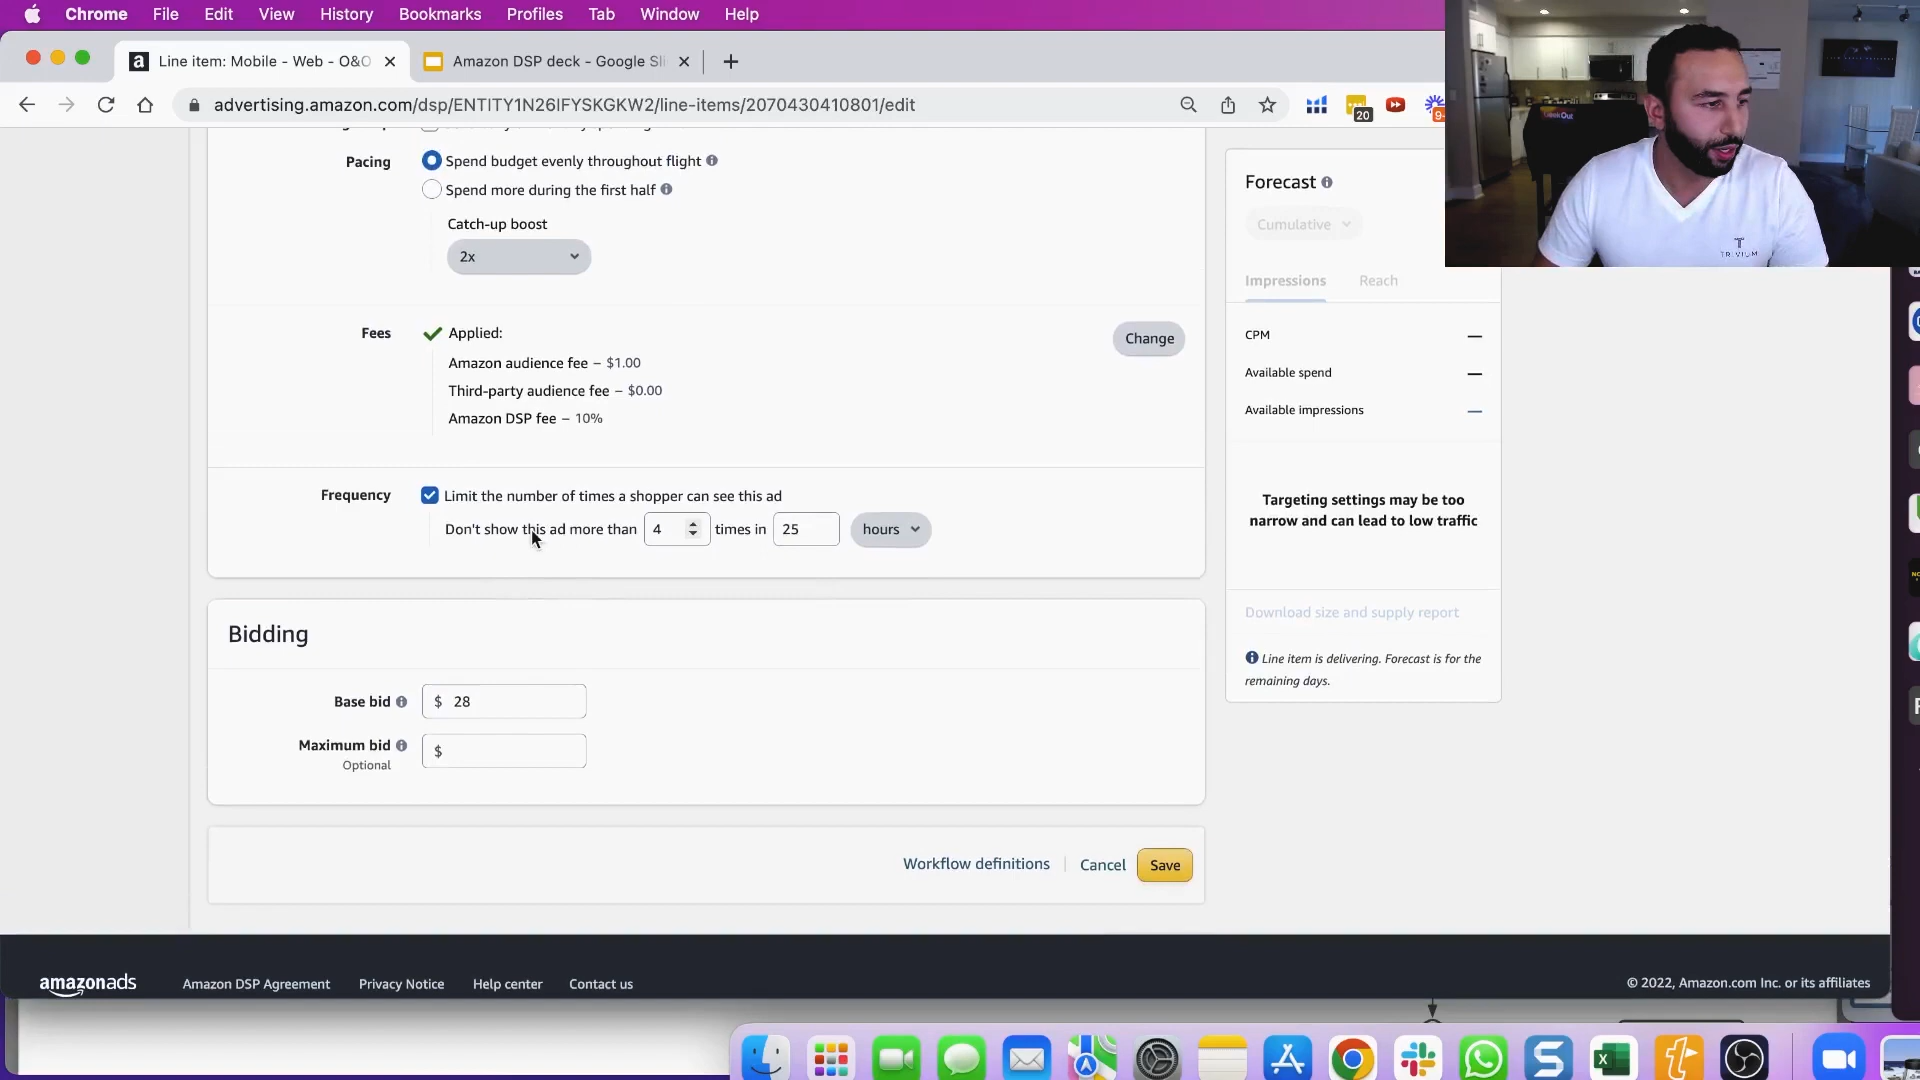 Chrome File Edit View History Bookmarks Profiles Tab Window Help
Line item: Mobile - Web - O&O
Amazon DSP deck - Google Sli
advertising.amazon.com/dsp/ENTITY1N26IFYSKGKW2/line-items/2070430410801/edit
20
9-
Pacing
Spend budget evenly throughout flight
Spend more during the first half
Catch-up boost
2x
Fees
Applied:
Change
Amazon audience fee – $1.00
Third-party audience fee – $0.00
Amazon DSP fee – 10%
Frequency
Limit the number of times a shopper can see this ad
Don't show this ad more than 4 times in 25 hours
Bidding
Base bid $ 28
Maximum bid $
Optional
Workflow definitions Cancel Save
Forecast
Cumulative
Impressions Reach
CPM —
Available spend —
Available impressions —
Targeting settings may be too
narrow and can lead to low traffic
Download size and supply report
Line item is delivering. Forecast is for the
remaining days.
TRIVIUM
amazonads Amazon DSP Agreement Privacy Notice Help center Contact us
© 2022, Amazon.com Inc. or its affiliates